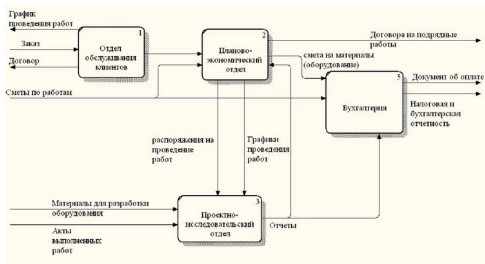 График
проведения работ
Заказ
Договор
Сметы по работам
1
Отдел
обслуживания
клиентов
2
Планово-
экономический
отдел
Договора на подрядные
работы
смета на материалы
(оборудование)
5
Бухгалтерия
Документ об оплате
Налоговая и
бухгалтерская
отчетность
распоряжения на
проведение
работ
Графики
проведения
работ
Материалы для разработки
оборудования
Акты
выполненных
работ
3
Проектно-
исследовательский
отдел
Отчеты